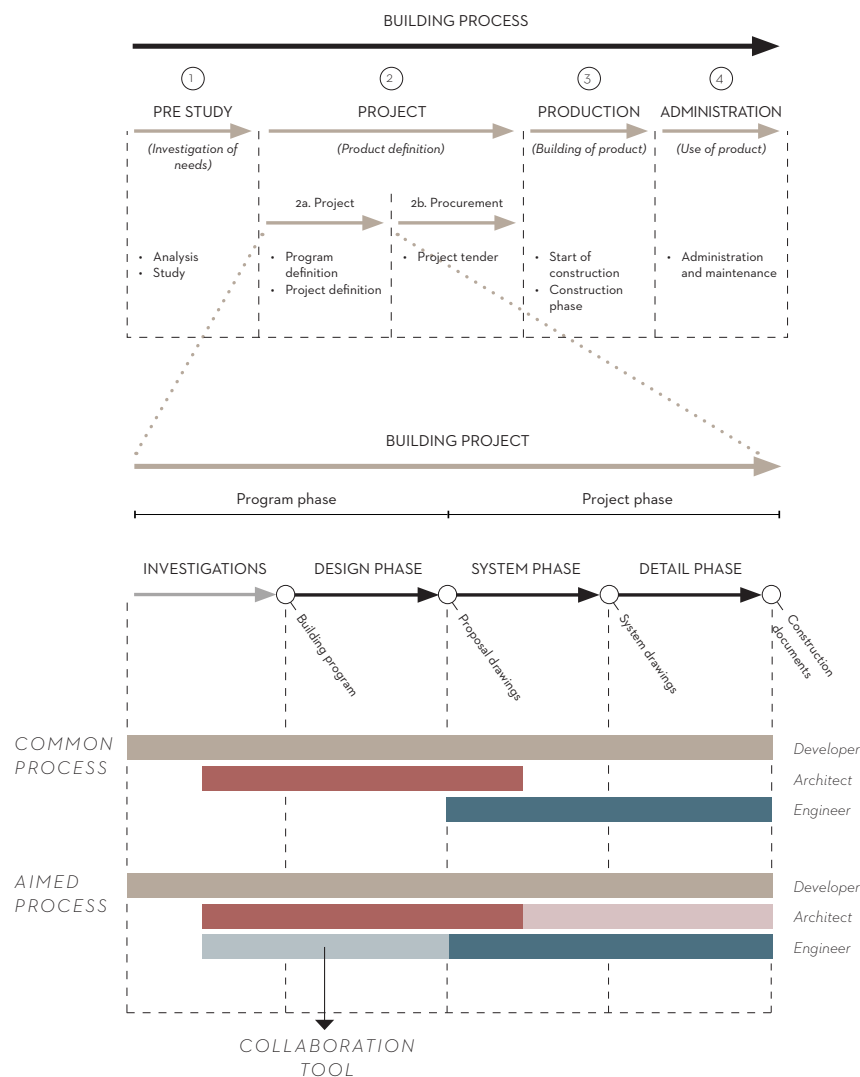 BUILDING PROCESS
1
2
3
4
PRE STUDY
PROJECT
PRODUCTION
ADMINISTRATION
(Investigation of
needs)
(Product definition)
(Building of product)
(Use of product)
2a. Project
2b. Procurement
• Analysis
• Study
• Program
definition
• Project definition
• Project tender
• Start of
construction
• Construction
phase
• Administration
and maintenance
BUILDING PROJECT
Program phase
Project phase
INVESTIGATIONS
DESIGN PHASE
SYSTEM PHASE
DETAIL PHASE
Building program
Proposal drawings
System drawings
Construction
documents
COMMON
PROCESS
Developer
Architect
Engineer
AIMED
PROCESS
Developer
Architect
Engineer
COLLABORATION
TOOL